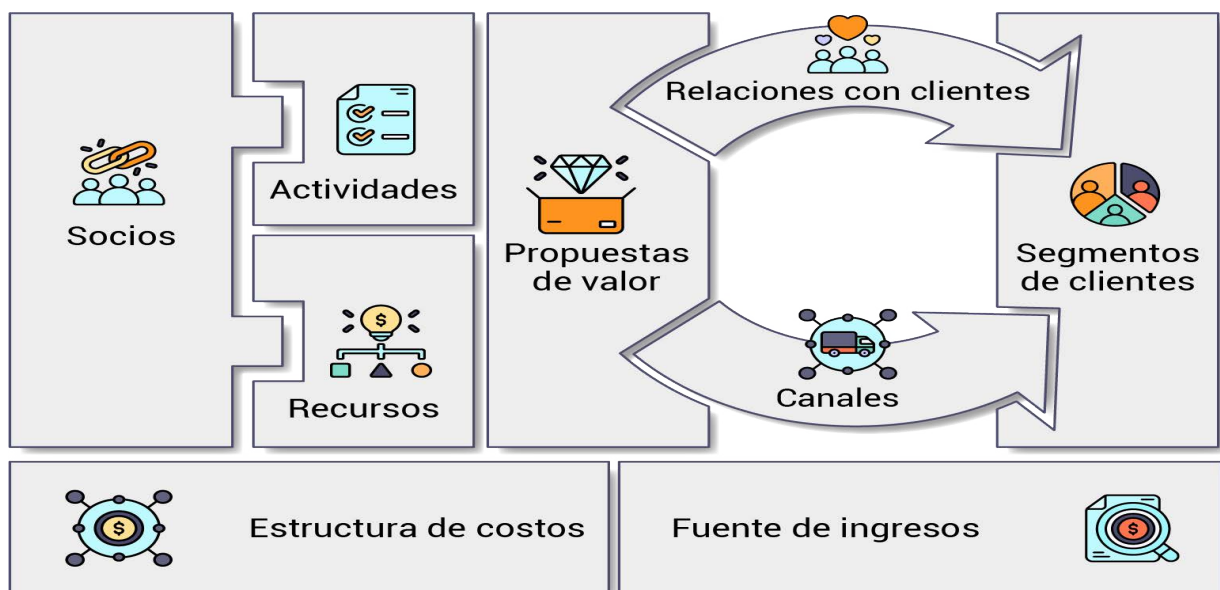 Socios
Actividades
Recursos
Propuestas
de valor
Relaciones con clientes
Canales
Segmentos
de clientes
Estructura de costos
Fuente de ingresos